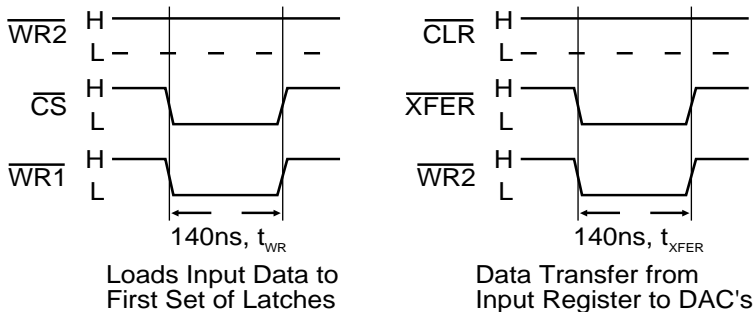 WR2 H
L
CS H
L
WR1 H
L
140ns, tWR
Loads Input Data to
First Set of Latches
CLR H
L
XFER H
L
WR2 H
L
140ns, tXFER
Data Transfer from
Input Register to DAC's